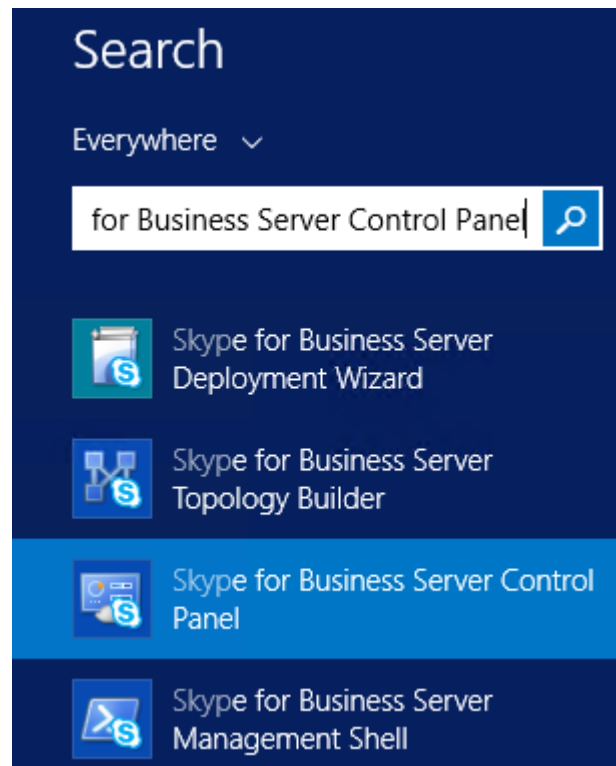 Search
Everywhere
for Business Server Control Panel
Skype for Business Server
Deployment Wizard
Skype for Business Server
Topology Builder
Skype for Business Server Control
Panel
Skype for Business Server
Management Shell